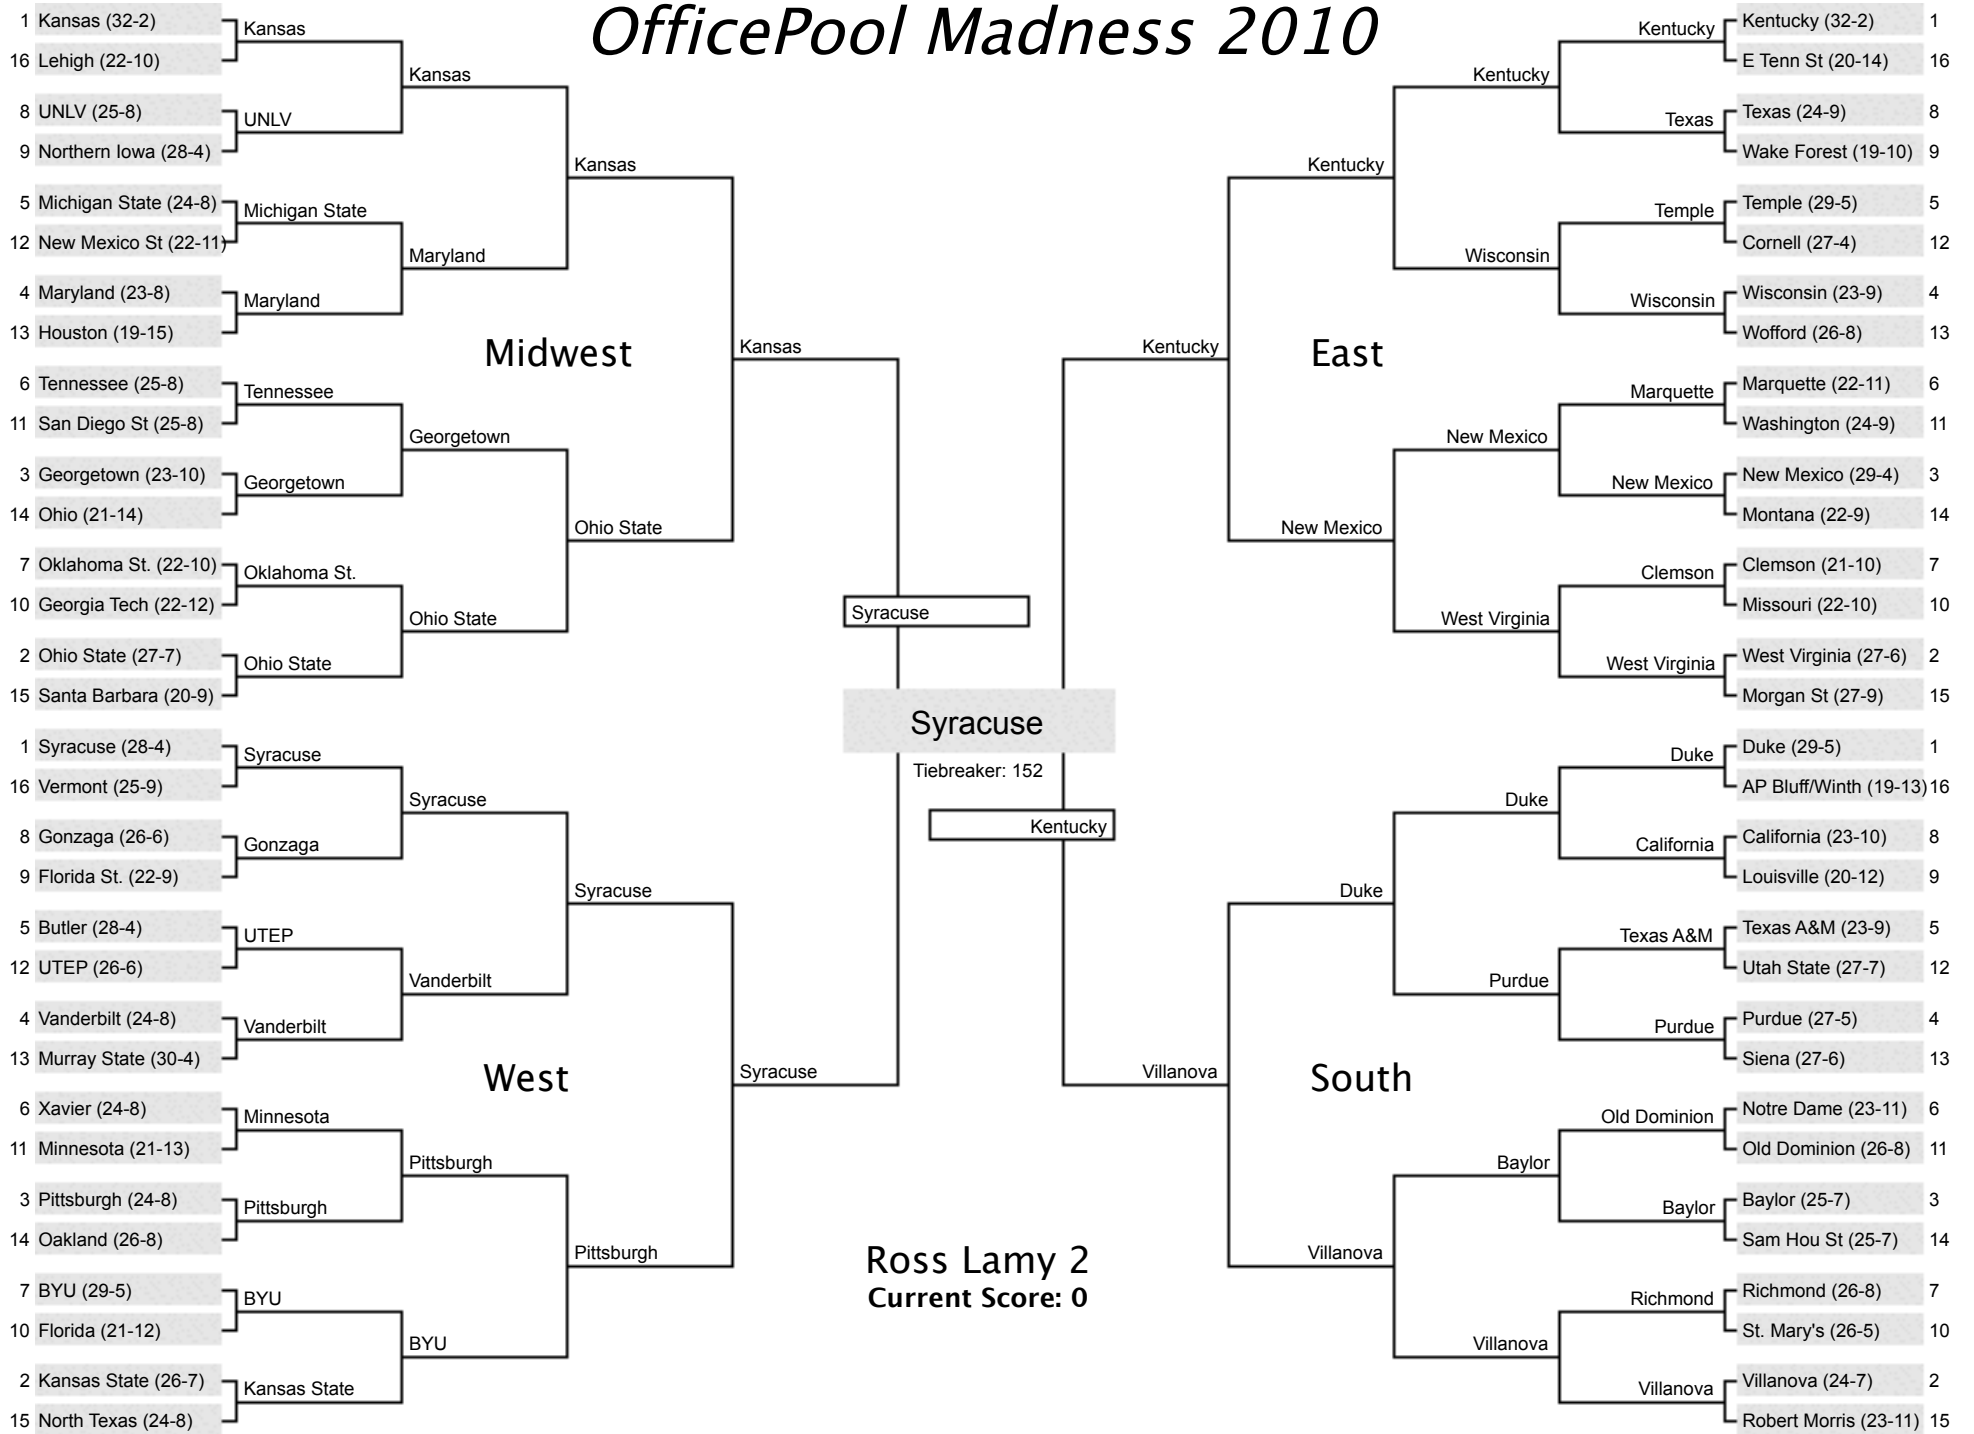 OfficePool Madness 2010
1 Kansas (32-2)
16 Lehigh (22-10)
8 UNLV (25-8)
9 Northern Iowa (28-4)
5 Michigan State (24-8)
12 New Mexico St (22-11)
4 Maryland (23-8)
13 Houston (19-15)
6 Tennessee (25-8)
11 San Diego St (25-8)
3 Georgetown (23-10)
14 Ohio (21-14)
7 Oklahoma St. (22-10)
10 Georgia Tech (22-12)
2 Ohio State (27-7)
15 Santa Barbara (20-9)
Kansas
UNLV
Michigan State
Maryland
Tennessee
Georgetown
Oklahoma St.
Ohio State
Kansas
Maryland
Georgetown
Ohio State
Kansas
Ohio State
Kansas
Midwest
1 Syracuse (28-4)
16 Vermont (25-9)
8 Gonzaga (26-6)
9 Florida St. (22-9)
5 Butler (28-4)
12 UTEP (26-6)
4 Vanderbilt (24-8)
13 Murray State (30-4)
6 Xavier (24-8)
11 Minnesota (21-13)
3 Pittsburgh (24-8)
14 Oakland (26-8)
7 BYU (29-5)
10 Florida (21-12)
2 Kansas State (26-7)
15 North Texas (24-8)
Syracuse
Gonzaga
UTEP
Vanderbilt
Minnesota
Pittsburgh
BYU
Kansas State
Syracuse
Vanderbilt
Pittsburgh
BYU
Syracuse
Pittsburgh
Syracuse
West
Syracuse
Syracuse
Tiebreaker: 152
Kentucky
Ross Lamy 2
Current Score: 0
Kentucky (32-2) 1
E Tenn St (20-14) 16
Texas (24-9) 8
Wake Forest (19-10) 9
Temple (29-5) 5
Cornell (27-4) 12
Wisconsin (23-9) 4
Wofford (26-8) 13
Marquette (22-11) 6
Washington (24-9) 11
New Mexico (29-4) 3
Montana (22-9) 14
Clemson (21-10) 7
Missouri (22-10) 10
West Virginia (27-6) 2
Morgan St (27-9) 15
Kentucky
Texas
Temple
Wisconsin
Marquette
New Mexico
Clemson
West Virginia
Kentucky
Wisconsin
New Mexico
West Virginia
Kentucky
New Mexico
Kentucky
East
Duke (29-5) 1
AP Bluff/Winth (19-13) 16
California (23-10) 8
Louisville (20-12) 9
Texas A&M (23-9) 5
Utah State (27-7) 12
Purdue (27-5) 4
Siena (27-6) 13
Notre Dame (23-11) 6
Old Dominion (26-8) 11
Baylor (25-7) 3
Sam Hou St (25-7) 14
Richmond (26-8) 7
St. Mary's (26-5) 10
Villanova (24-7) 2
Robert Morris (23-11) 15
Duke
California
Texas A&M
Purdue
Old Dominion
Baylor
Richmond
Villanova
Duke
Purdue
Baylor
Villanova
Duke
Villanova
Villanova
South